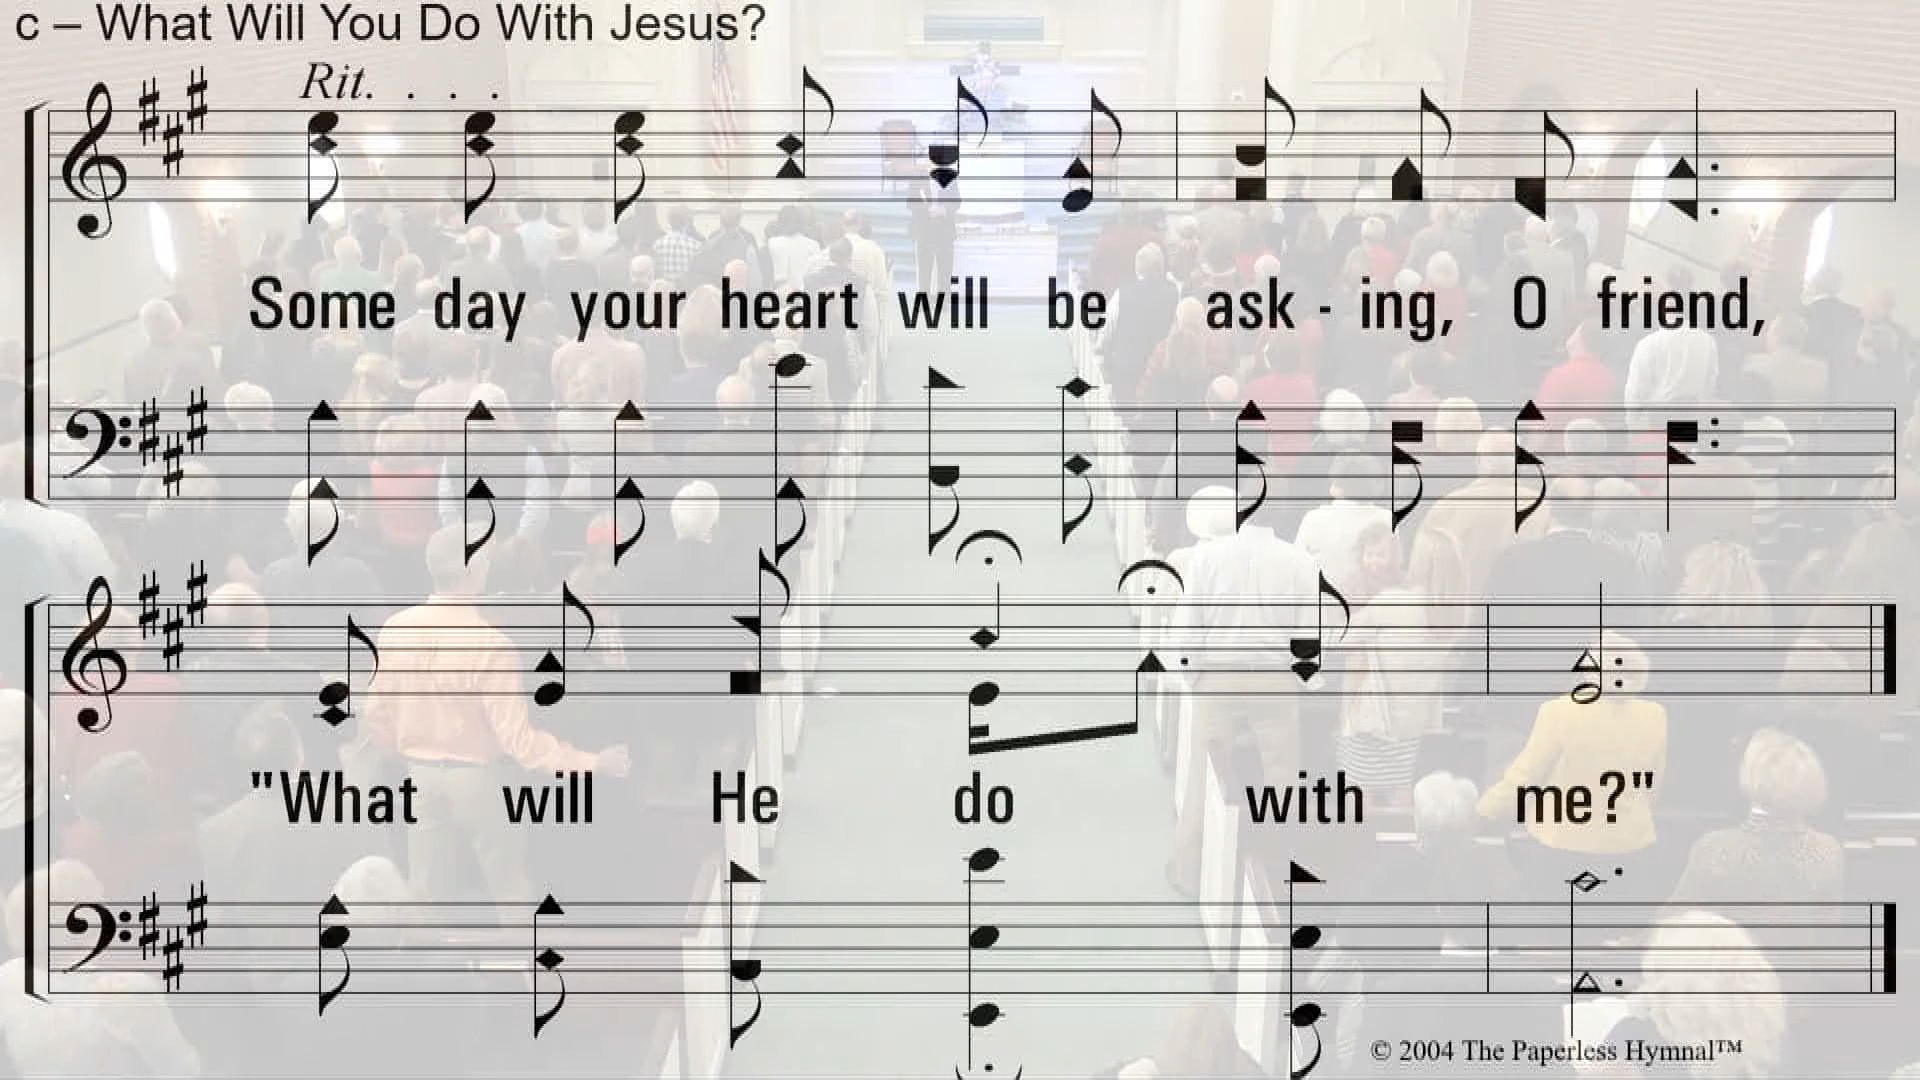 c – What Will You Do With Jesus?
Rit. . . .
Some day your heart will be ask - ing, O friend,
"What will He do with me?"
© 2004 The Paperless Hymnal™